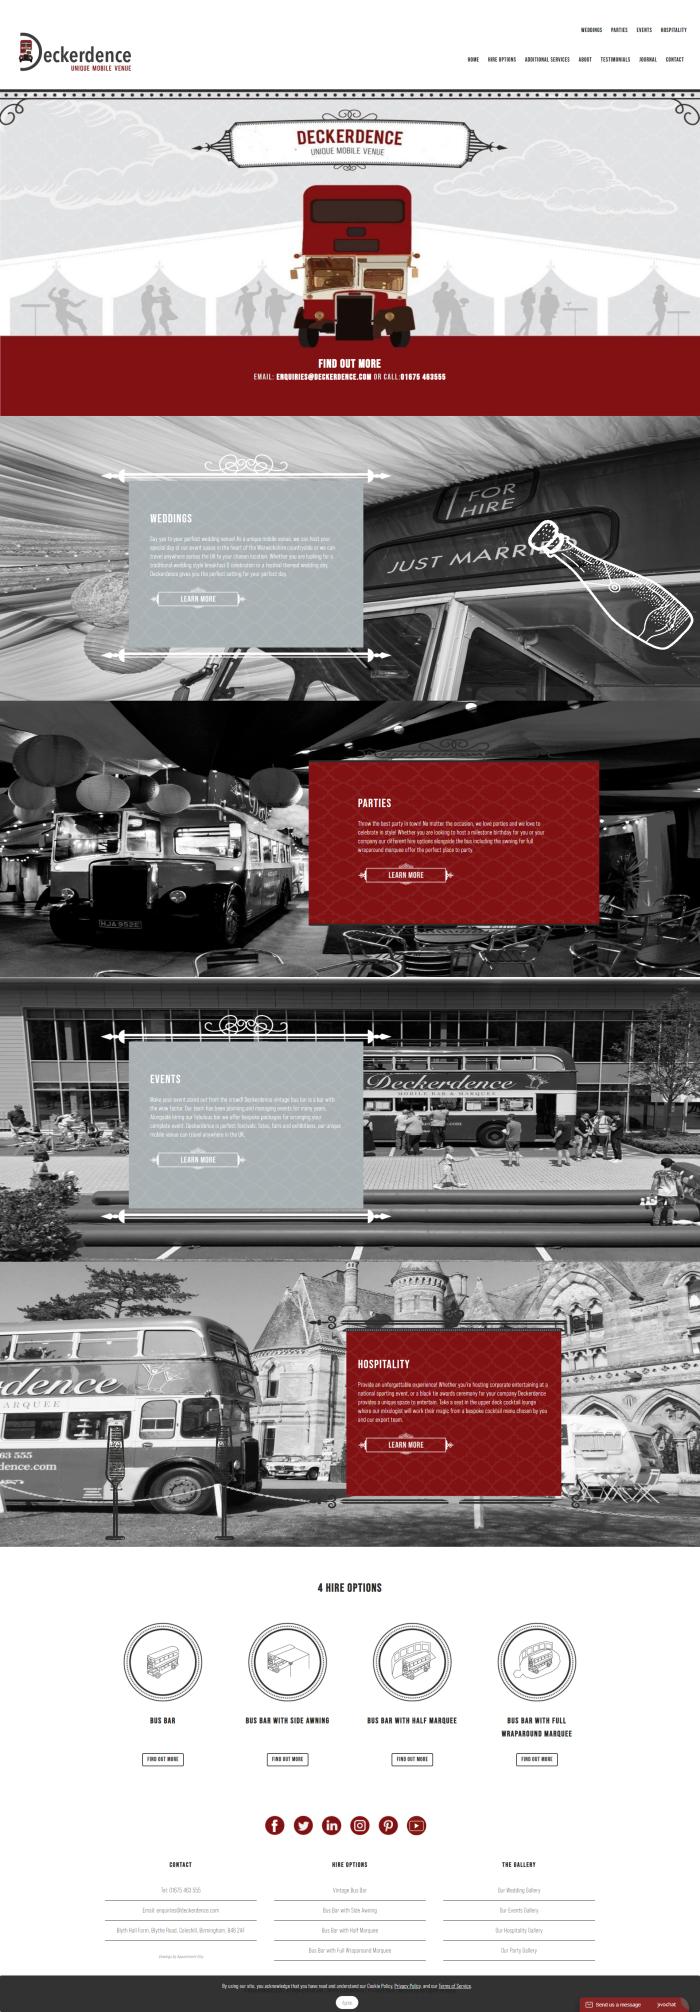 WEDDINGS PARTIES EVENTS HOSPITALITY
Deckerdence
UNIQUE MOBILE VENUE
HOME HIRE OPTIONS ADDITIONAL SERVICES ABOUT TESTIMONIALS JOURNAL CONTACT
DECKERDENCE
UNIQUE MOBILE VENUE
FIND OUT MORE
EMAIL: ENQUIRIES@DECKERDENCE.COM OR CALL:01675 463555
FOR
HIRE
JUST MARRI
WEDDINGS
Say yes to your perfect wedding venue! As a unique mobile venue, we can host your
special day at our event space in the heart of the Warwickshire countryside or we can
travel anywhere across the UK to your chosen location. Whether you are looking for a
traditional wedding style breakfast & celebration or a festival themed wedding day,
Deckerdence gives you the perfect setting for your perfect day.
LEARN MORE
PARTIES
Throw the best party in town! No matter the occasion, we love parties and we love to
celebrate in style! Whether you are looking to host a milestone birthday for you or your
company our different hire options alongside the bus including the awning for full
wraparound marquee offer the perfect place to party.
LEARN MORE
HJA 952E
EVENTS
Make your event stand out from the crowd! Deckerdence vintage bus bar is a bar with
the wow factor. Our team has been planning and managing events for many years.
Alongside hiring our fabulous bar we offer bespoke packages for arranging your
complete event. Deckerdence is perfect festivals, fetes, fairs and exhibitions, our unique
mobile venue can travel anywhere in the UK.
LEARN MORE
Deckerdence
MOBILE BAR & MARQUEE
HOSPITALITY
Provide an unforgettable experience! Whether you're hosting corporate entertaining at a
national sporting event, or a black tie awards ceremony for your company Deckerdence
provides a unique space to entertain. Take a seat in the upper deck cocktail lounge
where our mixologist will work their magic from a bespoke cocktail menu chosen by you
and our expert team.
LEARN MORE
dence
ARQUEE
63 555
dence.com
4 HIRE OPTIONS
BUS BAR
BUS BAR WITH SIDE AWNING
BUS BAR WITH HALF MARQUEE
BUS BAR WITH FULL
WRAPAROUND MARQUEE
FIND OUT MORE FIND OUT MORE FIND OUT MORE FIND OUT MORE
CONTACT
Tel: 01675 463 555
Email: enquiries@deckerdence.com
Blyth Hall Farm, Blythe Road, Coleshill, Birmingham, B46 2AF
HIRE OPTIONS
Vintage Bus Bar
Bus Bar with Side Awning
Bus Bar with Half Marquee
Bus Bar with Full Wraparound Marquee
THE GALLERY
Our Wedding Gallery
Our Events Gallery
Our Hospitality Gallery
Our Party Gallery
By using our site, you acknowledge that you have read and understand our Cookie Policy, Privacy Policy, and our Terms of Service.
Send us a message jivochat